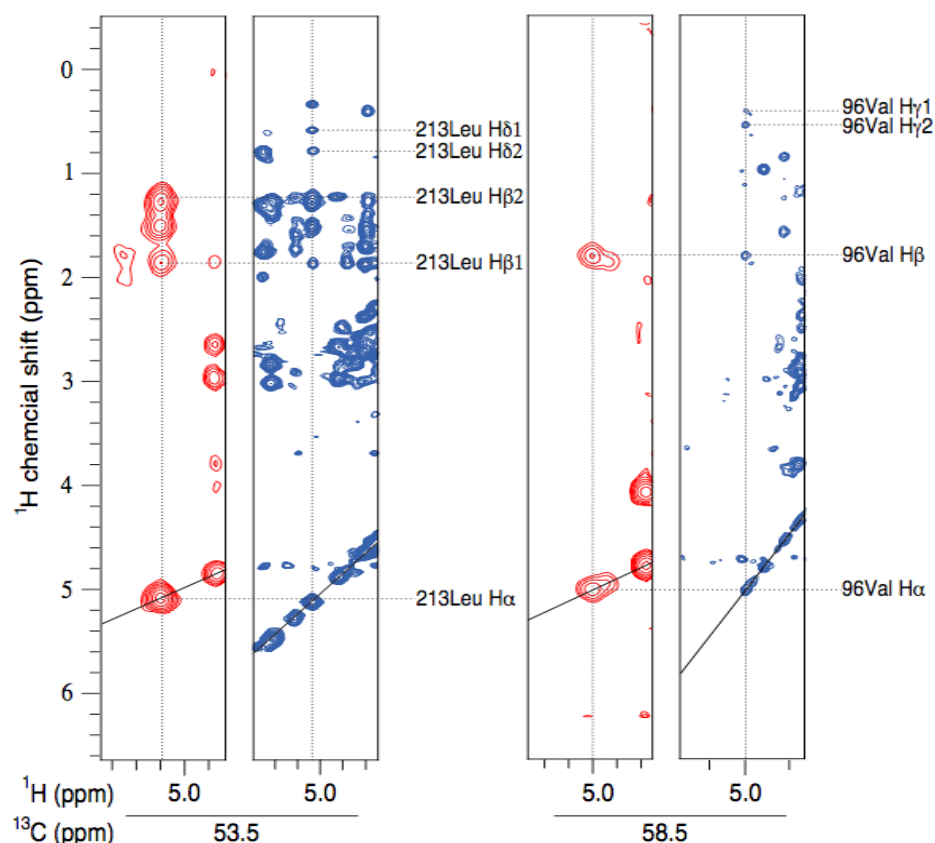 0
1
2
3
4
5
6
¹H chemcial shift (ppm)
213Leu Hδ1
213Leu Hδ2
213Leu Hβ2
213Leu Hβ1
213Leu Hα
96Val Hγ1
96Val Hγ2
96Val Hβ
96Val Hα
¹H (ppm) 5.0 5.0 5.0 5.0
¹³C (ppm) 53.5 58.5